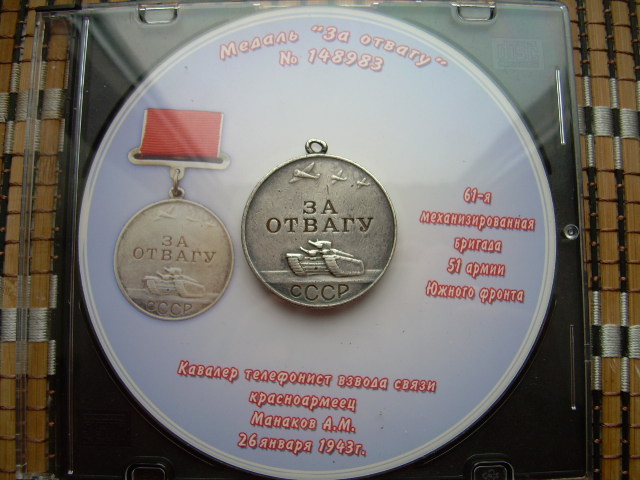 Медаль "За отвагу"
№ 148983
ЗА
ОТВАГУ
СССР
ЗА
ОТВАГУ
СССР
61-я
механизированная
бригада
51 армии
Южного фронта
Кавалер телефонист взвода связи
красноармеец
Манаков А.М.
26 января 1943г.